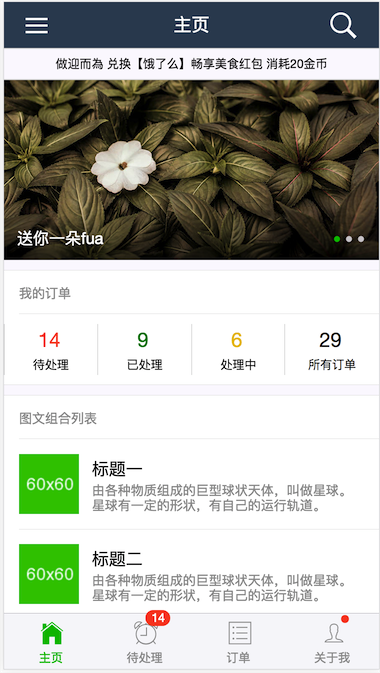 主页
做迎而為 兑换【饿了么】畅享美食红包 消耗20金币
送你一朵fua
我的订单
14 9 6 29
待处理 已处理 处理中 所有订单
图文组合列表
60x60
标题一
由各种物质组成的巨型球状天体，叫做星球。
星球有一定的形状，有自己的运行轨道。
60x60
标题二
由各种物质组成的巨型球状天体，叫做星球。
星球有一定的形状，有自己的运行轨道。
14
主页 待处理 订单 关于我